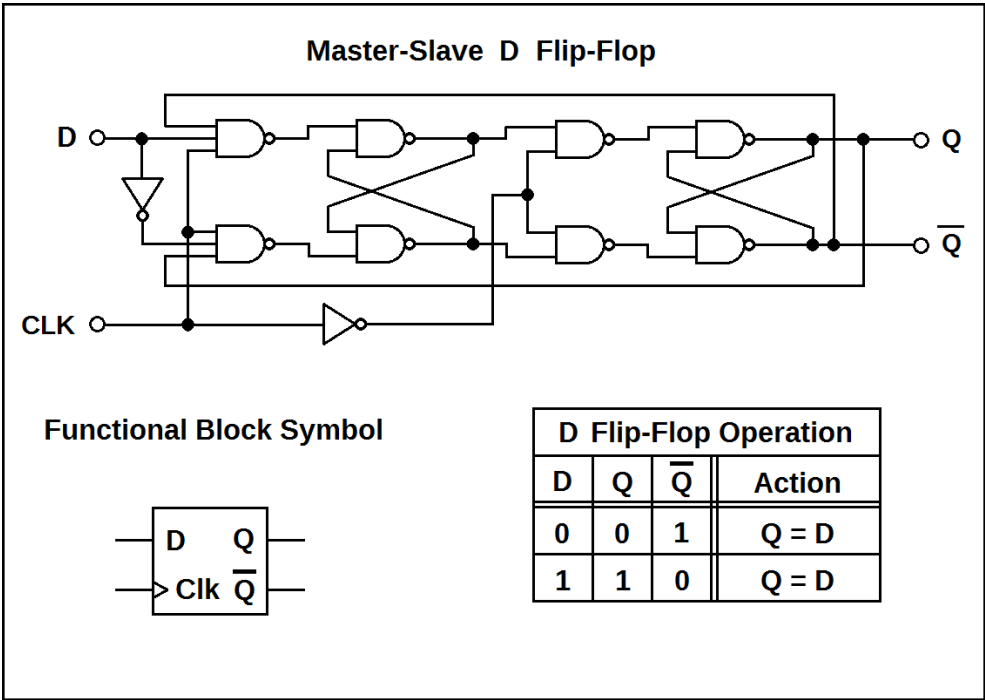 Master-Slave D Flip-Flop
D
Q
Q̅
CLK
Functional Block Symbol
D Q
Clk Q̅
D Flip-Flop Operation
D Q Q̅ Action
0 0 1 Q = D
1 1 0 Q = D